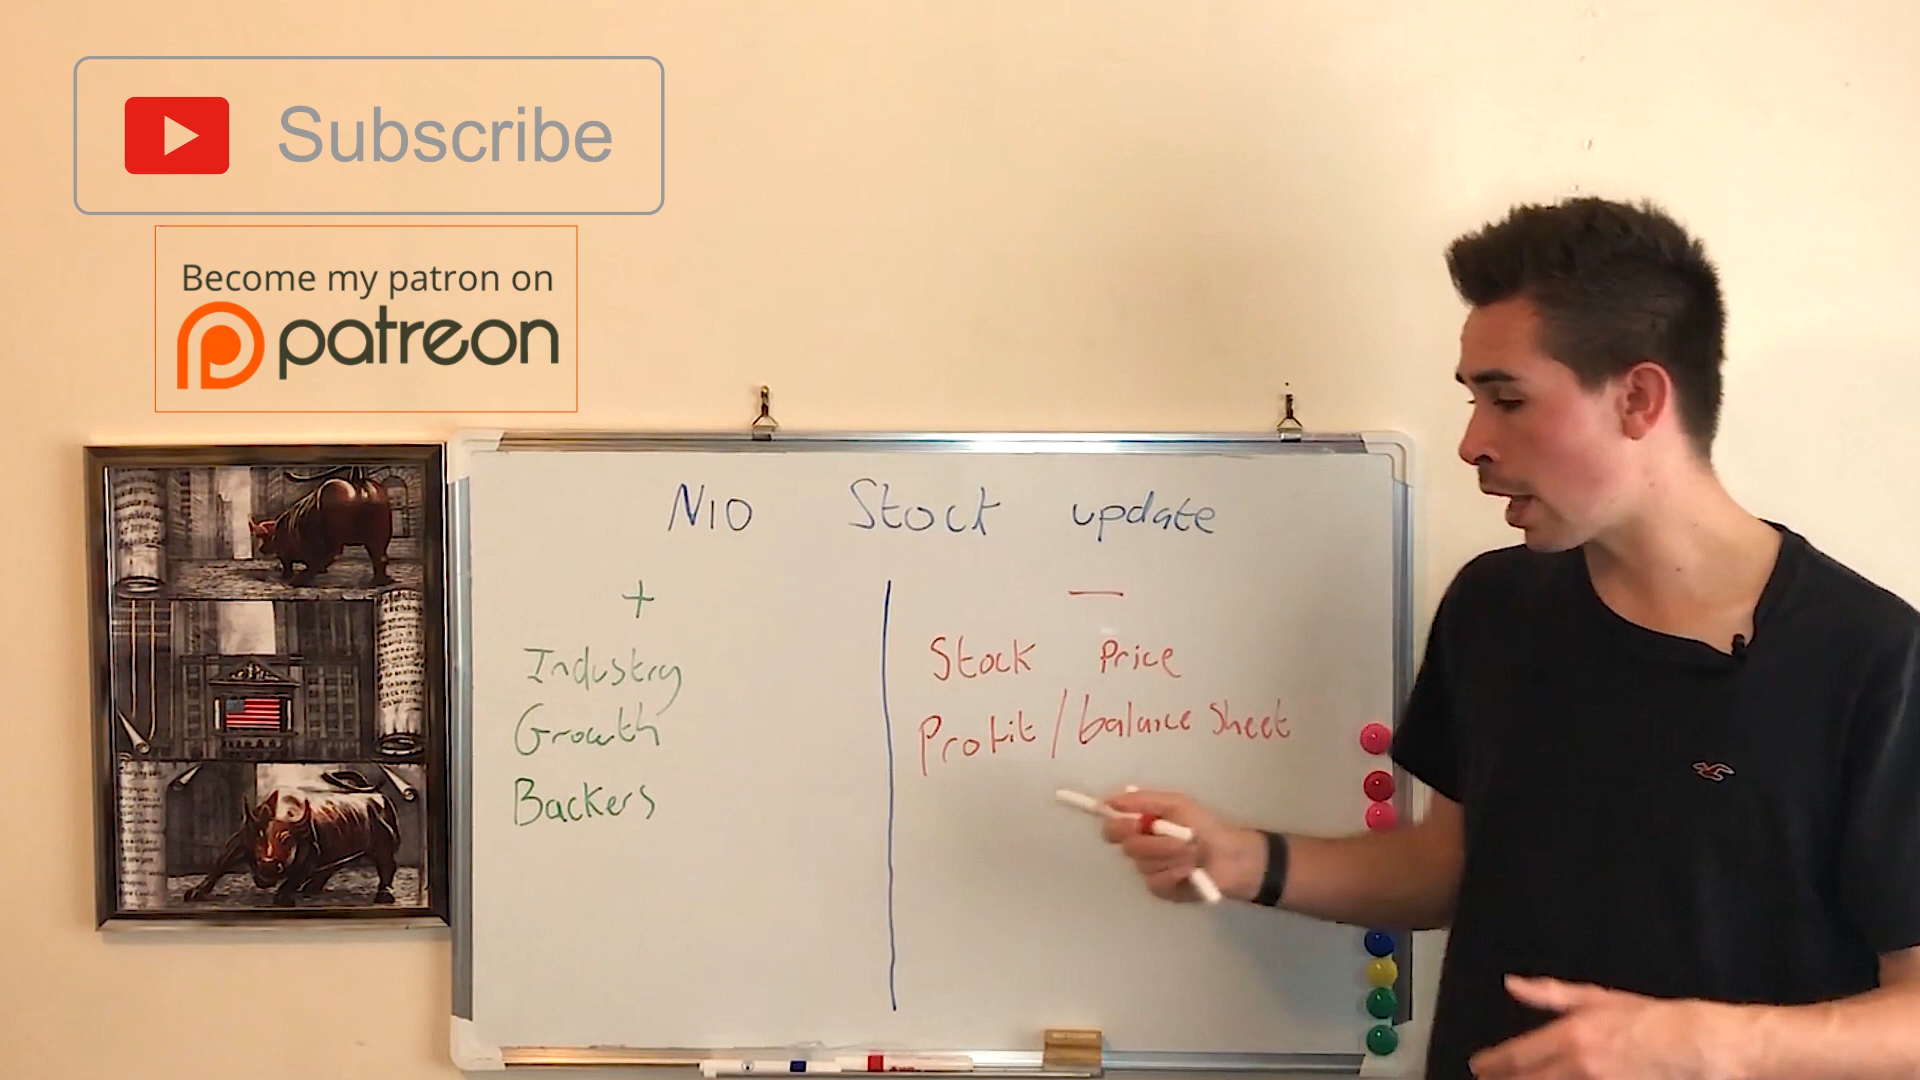 Subscribe
Become my patron on
patreon
NIO Stock update
+ —
Industry
Growth
Backers
Stock Price
Profit / balance sheet